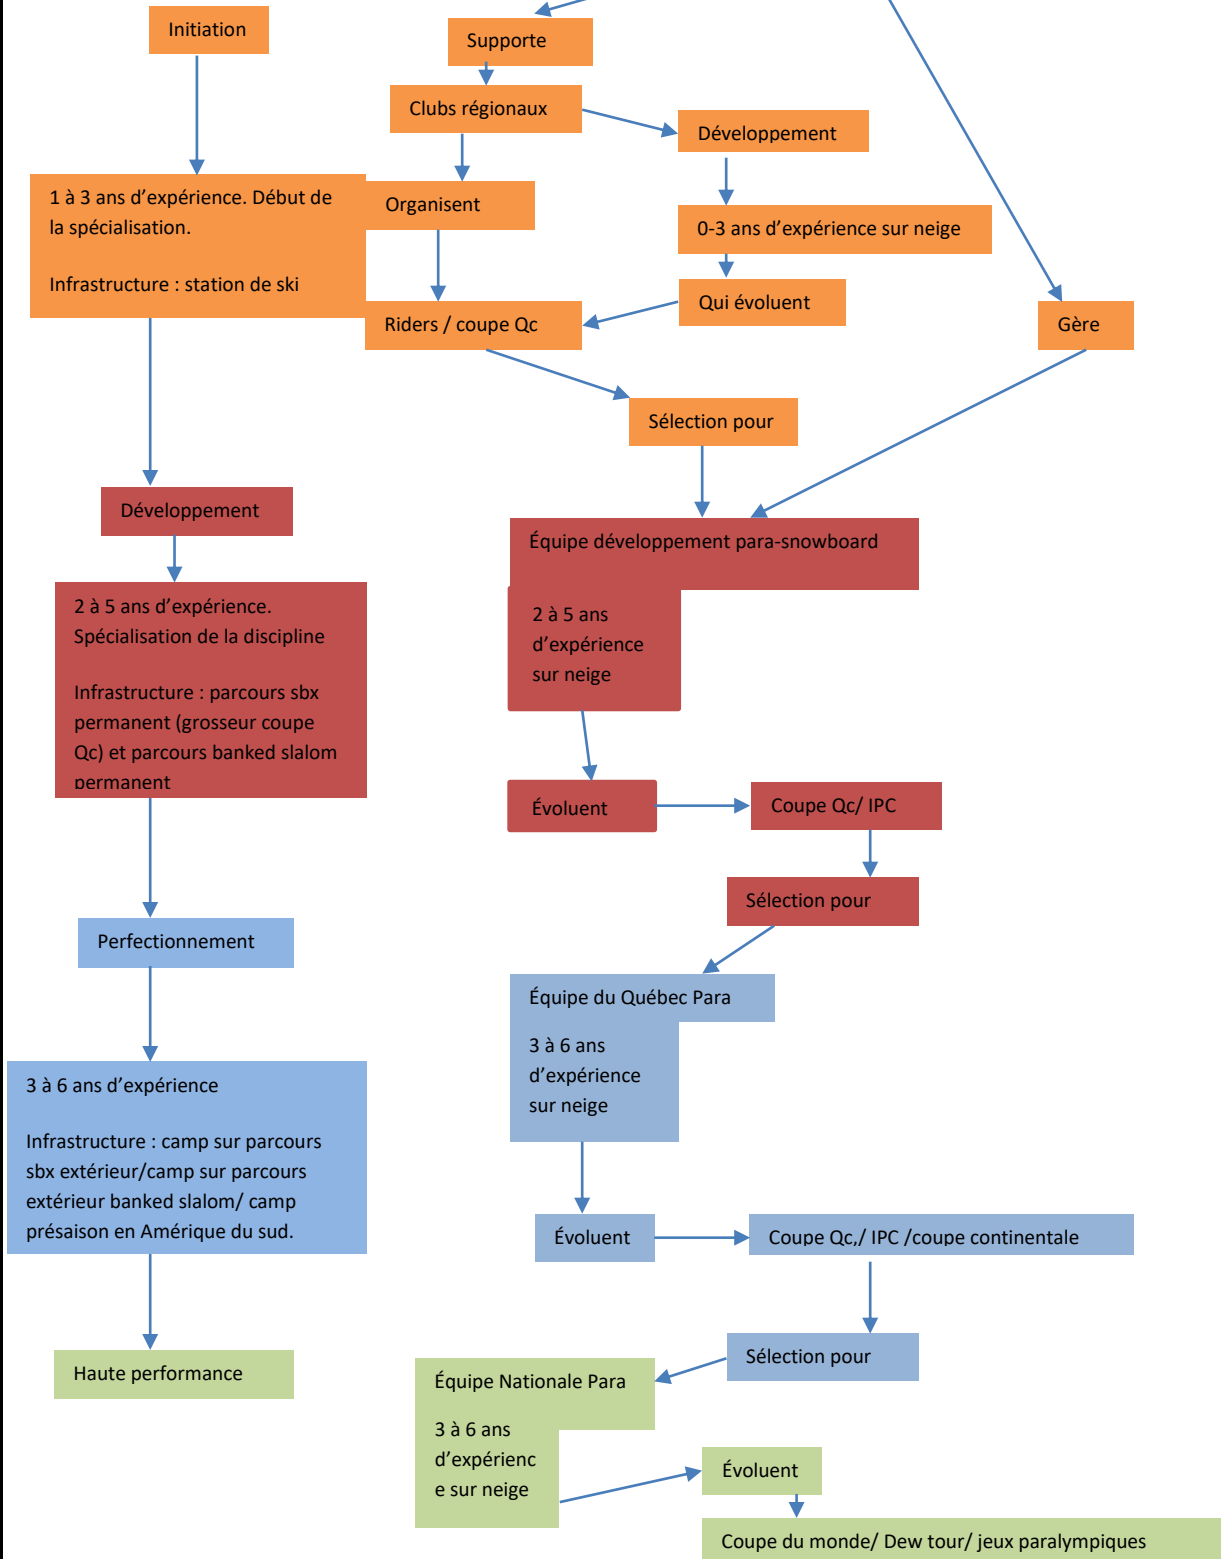 Initiation
Supporte
Clubs régionaux
Développement
1 à 3 ans d’expérience. Début de
la spécialisation.
Infrastructure : station de ski
Organisent
0-3 ans d’expérience sur neige
Qui évoluent
Riders / coupe Qc
Gère
Sélection pour
Développement
Équipe développement para-snowboard
2 à 5 ans d’expérience.
Spécialisation de la discipline
Infrastructure : parcours sbx
permanent (grosseur coupe
Qc) et parcours banked slalom
permanent
2 à 5 ans
d’expérience
sur neige
Évoluent
Coupe Qc/ IPC
Sélection pour
Perfectionnement
Équipe du Québec Para
3 à 6 ans
d’expérience
sur neige
3 à 6 ans d’expérience
Infrastructure : camp sur parcours
sbx extérieur/camp sur parcours
extérieur banked slalom/ camp
présaison en Amérique du sud.
Évoluent
Coupe Qc,/ IPC /coupe continentale
Sélection pour
Haute performance
Équipe Nationale Para
3 à 6 ans
d’expérienc
e sur neige
Évoluent
Coupe du monde/ Dew tour/ jeux paralympiques